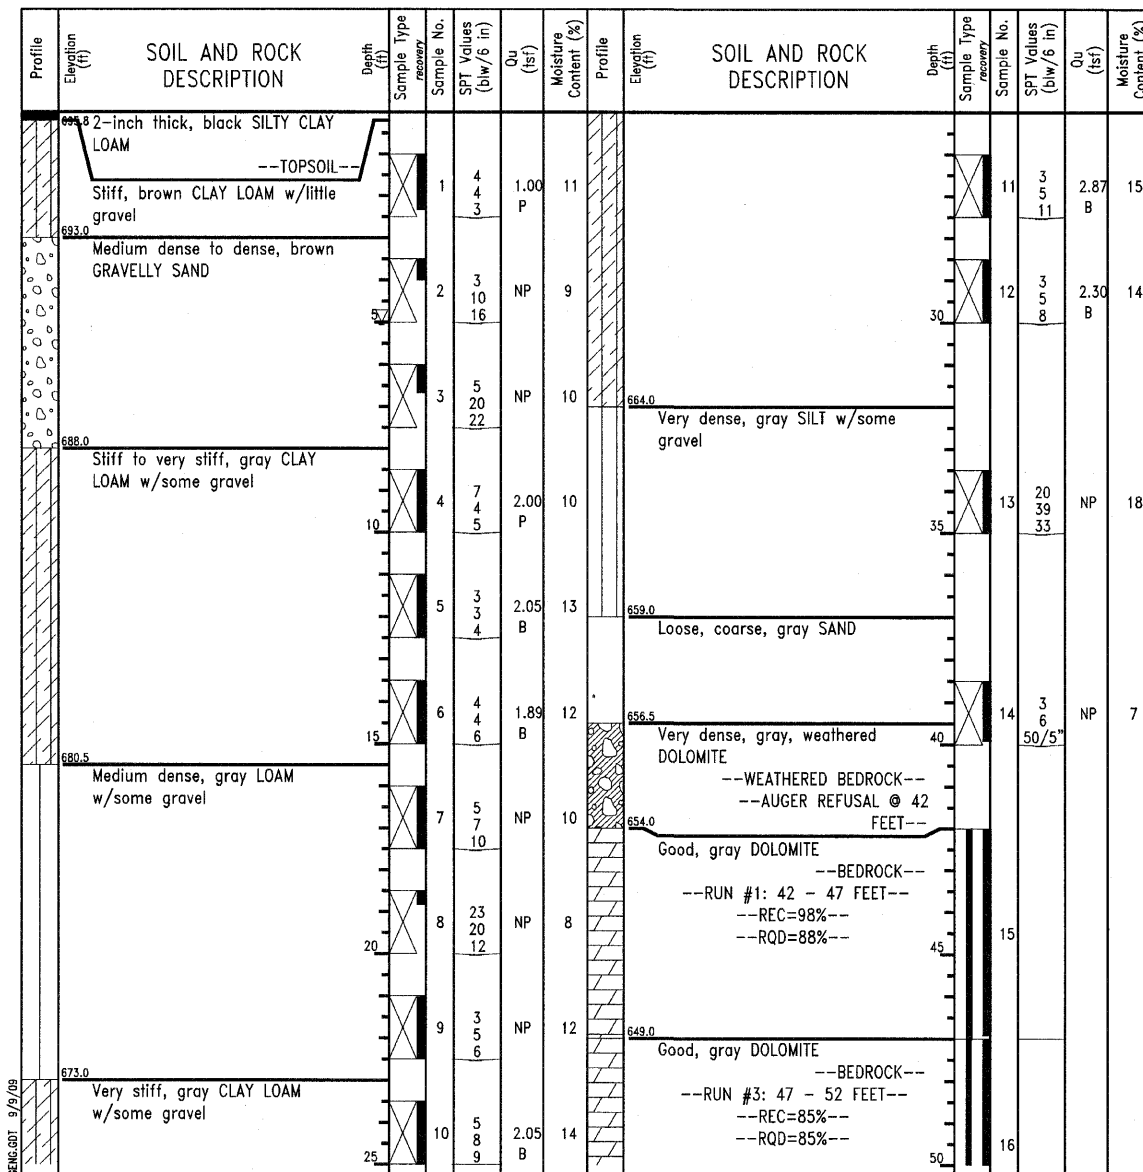 Profile
Elevation (ft)
SOIL AND ROCK
DESCRIPTION
Depth (ft)
Sample Type
recovery
Sample No.
SPT Values (blw/6 in)
Qu (tsf)
Moisture Content (%)
2-inch thick, black SILTY CLAY
LOAM
---TOPSOIL---
Stiff, brown CLAY LOAM w/little
gravel
1
4
4
3
1.00
P
11
693.0
Medium dense to dense, brown
GRAVELLY SAND
2
3
10
16
NP
9
5
3
5
20
22
NP
10
688.0
Stiff to very stiff, gray CLAY
LOAM w/some gravel
4
7
4
5
2.00
P
10
10
5
3
3
4
2.05
B
13
6
4
4
6
1.89
B
12
15
680.5
Medium dense, gray LOAM
w/some gravel
7
5
7
10
NP
10
8
23
20
12
NP
8
20
9
3
5
6
NP
12
673.0
Very stiff, gray CLAY LOAM
w/some gravel
10
5
8
9
2.05
B
14
25
GENG.GDT 9/9/09
Profile
Elevation (ft)
SOIL AND ROCK
DESCRIPTION
Depth (ft)
Sample Type
recovery
Sample No.
SPT Values (blw/6 in)
Qu (tsf)
Moisture Content (%)
11
3
5
11
2.87
B
15
12
3
5
8
2.30
B
14
30
664.0
Very dense, gray SILT w/some
gravel
13
20
39
33
NP
18
35
659.0
Loose, coarse, gray SAND
14
3
6
50/5"
NP
7
656.5
40
Very dense, gray, weathered
DOLOMITE
--WEATHERED BEDROCK--
--AUGER REFUSAL @ 42
FEET--
654.0
Good, gray DOLOMITE
--BEDROCK--
--RUN #1: 42 - 47 FEET--
--REC=98%--
--RQD=88%--
15
45
649.0
Good, gray DOLOMITE
--BEDROCK--
--RUN #3: 47 - 52 FEET--
--REC=85%--
--RQD=85%--
16
50